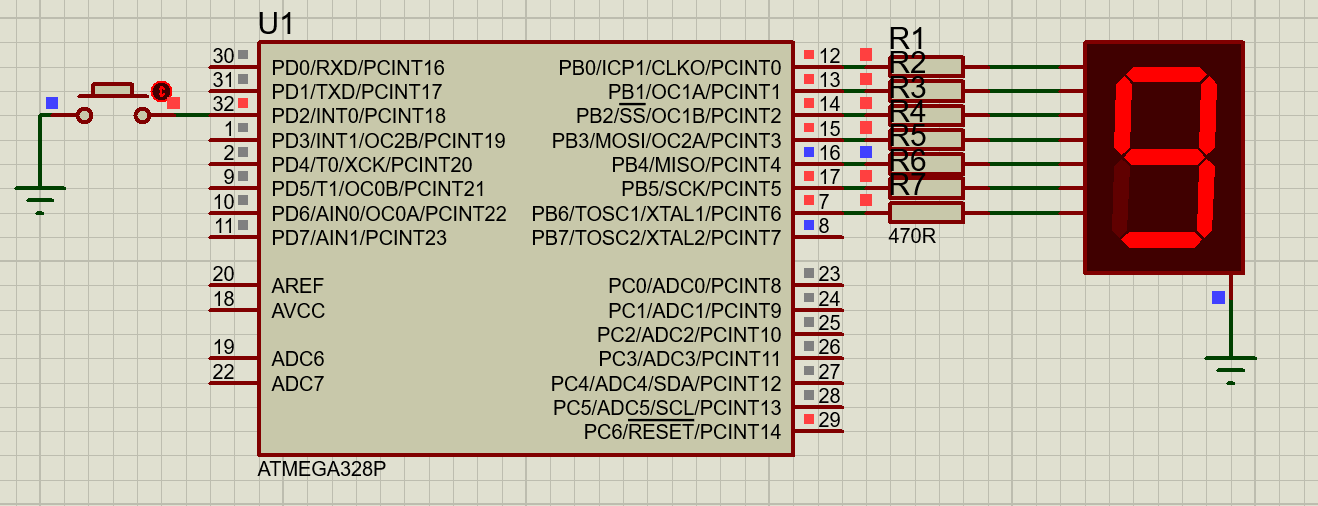 U1
30 PD0/RXD/PCINT16 PB0/ICP1/CLKO/PCINT0 12
31 PD1/TXD/PCINT17 PB1/OC1A/PCINT1 13
32 PD2/INT0/PCINT18 PB2/SS/OC1B/PCINT2 14
1 PD3/INT1/OC2B/PCINT19 PB3/MOSI/OC2A/PCINT3 15
2 PD4/T0/XCK/PCINT20 PB4/MISO/PCINT4 16
9 PD5/T1/OC0B/PCINT21 PB5/SCK/PCINT5 17
10 PD6/AIN0/OC0A/PCINT22 PB6/TOSC1/XTAL1/PCINT6 7
11 PD7/AIN1/PCINT23 PB7/TOSC2/XTAL2/PCINT7 8
20 AREF PC0/ADC0/PCINT8 23
18 AVCC PC1/ADC1/PCINT9 24
PC2/ADC2/PCINT10 25
19 ADC6 PC3/ADC3/PCINT11 26
22 ADC7 PC4/ADC4/SDA/PCINT12 27
PC5/ADC5/SCL/PCINT13 28
PC6/RESET/PCINT14 29
ATMEGA328P
R1
R2
R3
R4
R5
R6
R7
470R
9